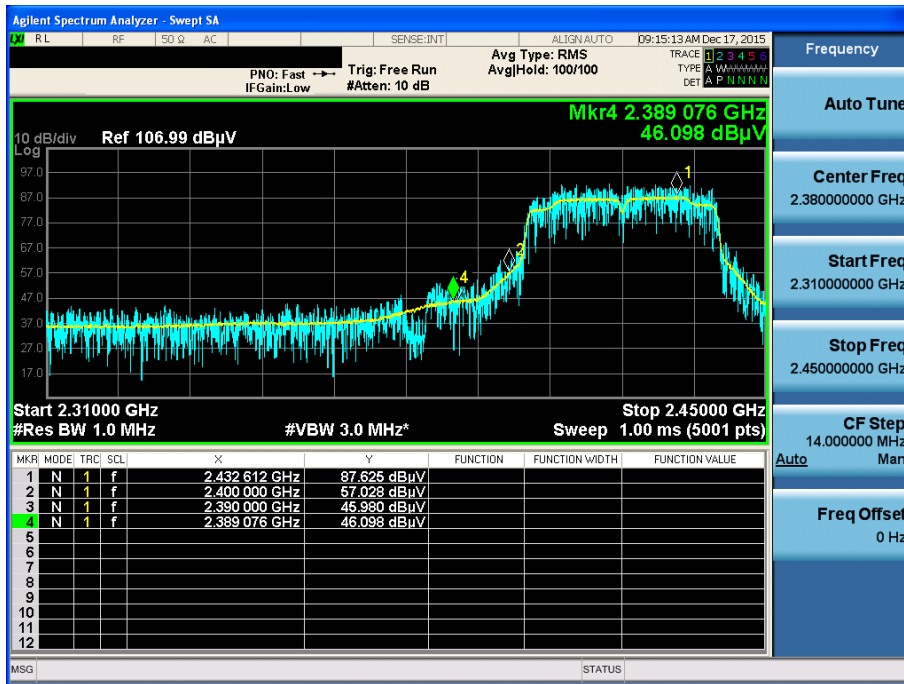 Agilent Spectrum Analyzer - Swept SA
LXI RL RF 50 Ω AC SENSE:INT ALIGN AUTO 09:15:13 AM Dec 17, 2015
PNO: Fast
IFGain:Low
Trig: Free Run
#Atten: 10 dB
Avg Type: RMS
Avg|Hold: 100/100
TRACE 1 2 3 4 5 6
TYPE A WWWWW
DET A P N N N N
Mkr4 2.389 076 GHz
46.098 dBµV
10 dB/div Ref 106.99 dBµV
Log
97.0
87.0
77.0
67.0
57.0
47.0
37.0
27.0
17.0
1
2
4
Start 2.31000 GHz Stop 2.45000 GHz
#Res BW 1.0 MHz #VBW 3.0 MHz* Sweep 1.00 ms (5001 pts)
MKR MODE TRC SCL X Y FUNCTION FUNCTION WIDTH FUNCTION VALUE
1 N 1 f 2.432 612 GHz 87.625 dBµV
2 N 1 f 2.400 000 GHz 57.028 dBµV
3 N 1 f 2.390 000 GHz 45.980 dBµV
4 N 1 f 2.389 076 GHz 46.098 dBµV
5
6
7
8
9
10
11
12
MSG STATUS
Frequency
Auto Tune
Center Freq
2.380000000 GHz
Start Freq
2.310000000 GHz
Stop Freq
2.450000000 GHz
CF Step
14.000000 MHz
Auto Man
Freq Offset
0 Hz